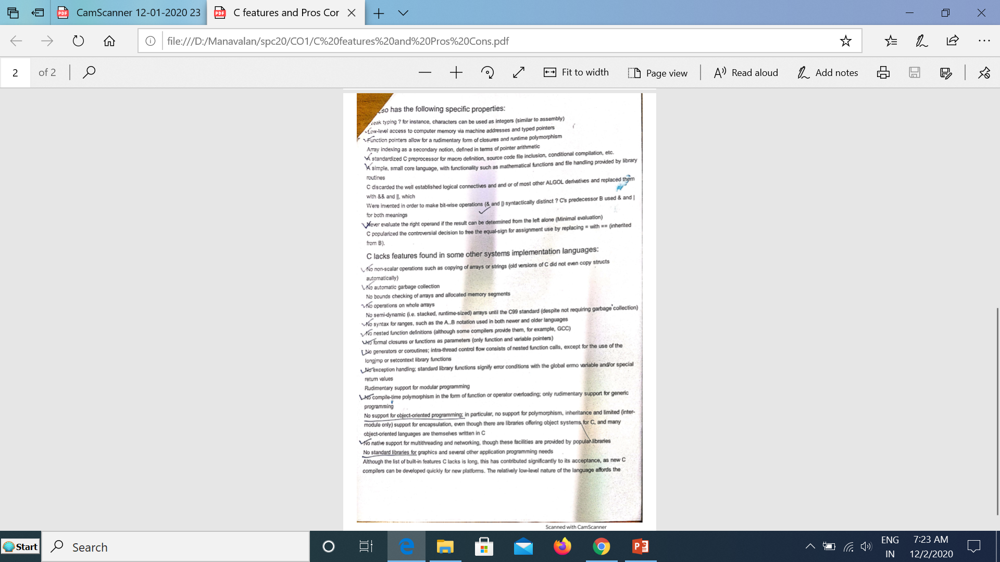 CamScanner 12-01-2020 23
C features and Pros Cor
file:///D:/Manavalan/spc20/CO1/C%20features%20and%20Pros%20Cons.pdf
2 of 2
Fit to width
Page view
Read aloud
Add notes
so has the following specific properties:
eak typing ? for instance, characters can be used as integers (similar to assembly)
Low-level access to computer memory via machine addresses and typed pointers
Function pointers allow for a rudimentary form of closures and runtime polymorphism
Array indexing as a secondary notion, defined in terms of pointer arithmetic
A standardized C preprocessor for macro definition, source code file inclusion, conditional compilation, etc.
A simple, small core language, with functionality such as mathematical functions and file handling provided by library
routines
C discarded the well established logical connectives and and or of most other ALGOL derivatives and replaced them
with && and ||, which
Were invented in order to make bit-wise operations (& and |) syntactically distinct ? C's predecessor B used & and |
for both meanings
Never evaluate the right operand if the result can be determined from the left alone (Minimal evaluation)
C popularized the controversial decision to free the equal-sign for assignment use by replacing = with == (inherited
from B).
C lacks features found in some other systems implementation languages:
No non-scalar operations such as copying of arrays or strings (old versions of C did not even copy structs
automatically)
No automatic garbage collection
No bounds checking of arrays and allocated memory segments
No operations on whole arrays
No semi-dynamic (i.e. stacked, runtime-sized) arrays until the C99 standard (despite not requiring garbage collection)
No syntax for ranges, such as the A..B notation used in both newer and older languages
No nested function definitions (although some compilers provide them, for example, GCC)
No formal closures or functions as parameters (only function and variable pointers)
No generators or coroutines; intra-thread control flow consists of nested function calls, except for the use of the
longjmp or setcontext library functions
No exception handling; standard library functions signify error conditions with the global errno variable and/or special
return values
Rudimentary support for modular programming
No compile-time polymorphism in the form of function or operator overloading; only rudimentary support for generic
programming
No support for object-oriented programming; in particular, no support for polymorphism, inheritance and limited (inter-
module only) support for encapsulation, even though there are libraries offering object systems for C, and many
object-oriented languages are themselves written in C
No native support for multithreading and networking, though these facilities are provided by popular libraries
No standard libraries for graphics and several other application programming needs
Although the list of built-in features C lacks is long, this has contributed significantly to its acceptance, as new C
compilers can be developed quickly for new platforms. The relatively low-level nature of the language affords the
Scanned with CamScanner
Start
Search
ENG
IN
7:23 AM
12/2/2020